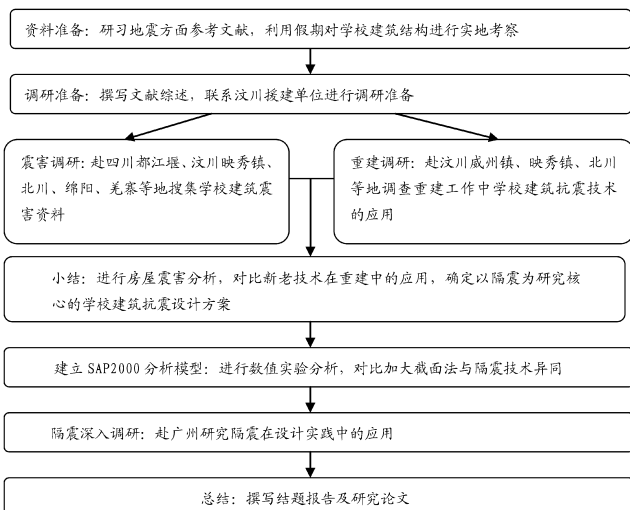 资料准备：研习地震方面参考文献，利用假期对学校建筑结构进行实地考察
调研准备：撰写文献综述，联系汶川援建单位进行调研准备
震害调研：赴四川都江堰、汶川映秀镇、
北川、绵阳、羌寨等地搜集学校建筑震
害资料
重建调研：赴汶川威州镇、映秀镇、北川
等地调查重建工作中学校建筑抗震技术
的应用
小结：进行房屋震害分析，对比新老技术在重建中的应用，确定以隔震为研究核
心的学校建筑抗震设计方案
建立 SAP2000 分析模型：进行数值实验分析，对比加大截面法与隔震技术异同
隔震深入调研：赴广州研究隔震在设计实践中的应用
总结：撰写结题报告及研究论文